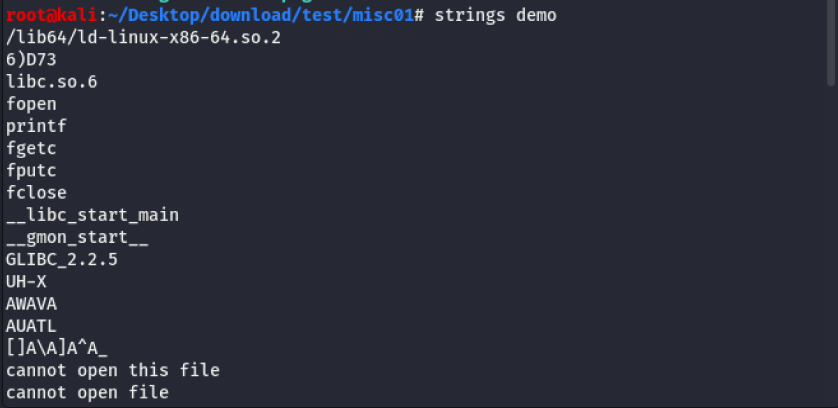 root@kali:~/Desktop/download/test/misc01# strings demo
/lib64/ld-linux-x86-64.so.2
6)D73
libc.so.6
fopen
printf
fgetc
fputc
fclose
__libc_start_main
__gmon_start__
GLIBC_2.2.5
UH-X
AWAVA
AUATL
[]A\A]A^A_
cannot open this file
cannot open file